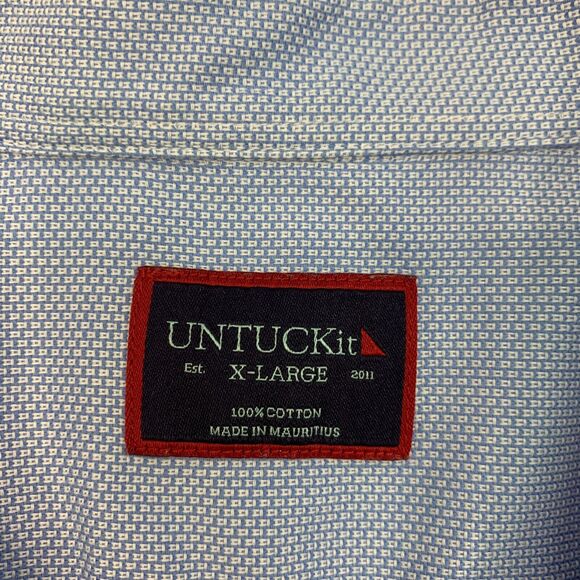 UNTUCKit
Est. X-LARGE 2011
100% COTTON
MADE IN MAURITIUS